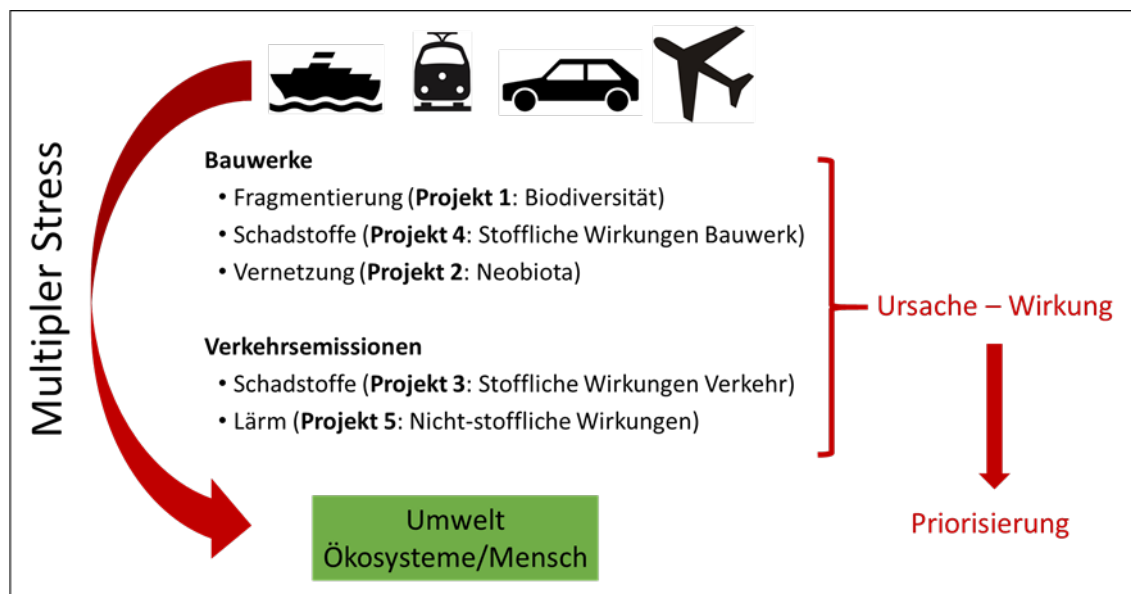 Multipler Stress
Bauwerke
• Fragmentierung (Projekt 1: Biodiversität)
• Schadstoffe (Projekt 4: Stoffliche Wirkungen Bauwerk)
• Vernetzung (Projekt 2: Neobiota)
Verkehrsemissionen
• Schadstoffe (Projekt 3: Stoffliche Wirkungen Verkehr)
• Lärm (Projekt 5: Nicht-stoffliche Wirkungen)
Ursache – Wirkung
Priorisierung
Umwelt
Ökosysteme/Mensch